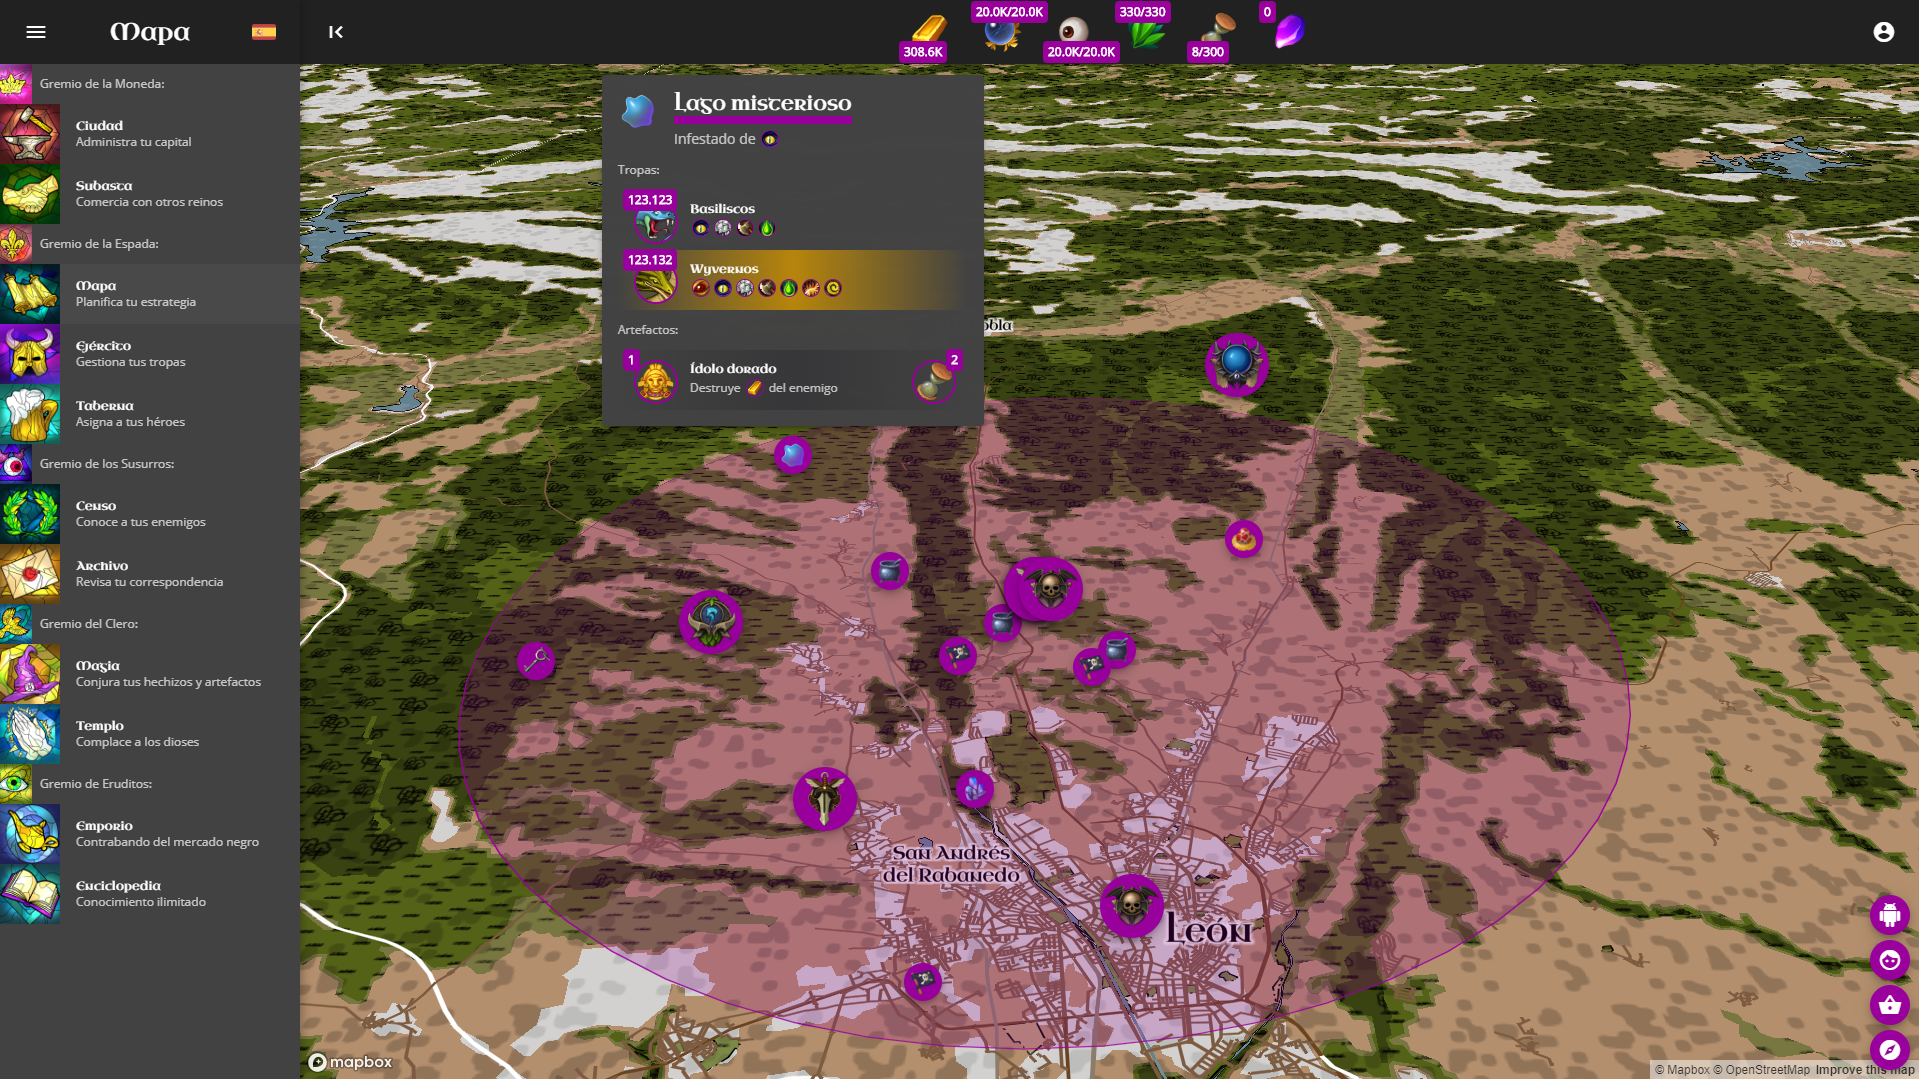 Mapa
308.6K
20.0K/20.0K
20.0K/20.0K
330/330
8/300
0
Gremio de la Moneda:
Ciudad
Administra tu capital
Subasta
Comercia con otros reinos
Gremio de la Espada:
Mapa
Planifica tu estrategia
Ejército
Gestiona tus tropas
Taberna
Asigna a tus héroes
Gremio de los Susurros:
Censo
Conoce a tus enemigos
Archivo
Revisa tu correspondencia
Gremio del Clero:
Magia
Conjura tus hechizos y artefactos
Templo
Complace a los dioses
Gremio de Eruditos:
Emporio
Contrabando del mercado negro
Enciclopedia
Conocimiento ilimitado
Lago misterioso
Infestado de
Tropas:
123.123
Basiliscos
123.132
Wyvernos
Artefactos:
1
Ídolo dorado
Destruye del enemigo
2
San Andrés
del Rabanedo
León
mapbox
© Mapbox © OpenStreetMap Improve this map